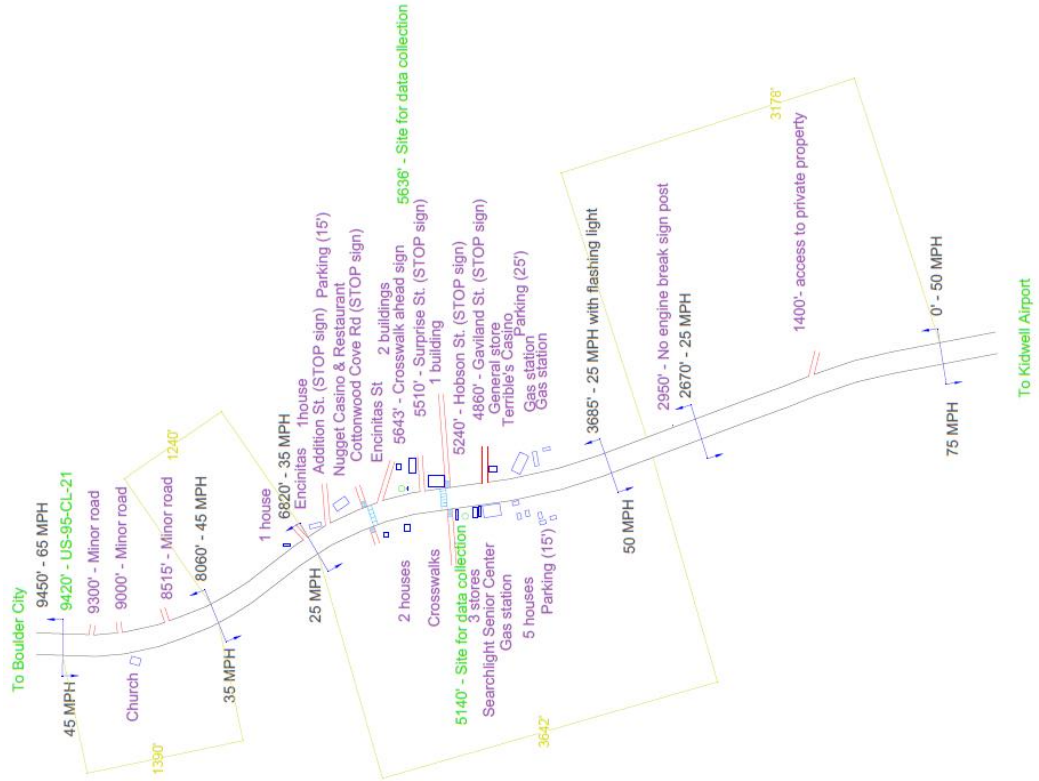 To Boulder City
9450' - 65 MPH
9420' - US-95-CL-21
9300' - Minor road
9000' - Minor road
8515' - Minor road
8060' - 45 MPH
45 MPH
Church
35 MPH
1390'
1240'
1 house
6820' - 35 MPH
Encinitas
1house
Addition St. (STOP sign)
Parking (15')
Nugget Casino & Restaurant
Cottonwood Cove Rd (STOP sign)
Encinitas St
2 buildings
5643' - Crosswalk ahead sign
5636' - Site for data collection
5510' - Surprise St. (STOP sign)
1 building
5240' - Hobson St. (STOP sign)
4860' - Gaviland St. (STOP sign)
General store
Terrible's Casino
Parking (25')
Gas station
Gas station
25 MPH
2 houses
Crosswalks
5140' - Site for data collection
3 stores
Searchlight Senior Center
Gas station
5 houses
Parking (15')
3642'
3178'
3685' - 25 MPH with flashing light
50 MPH
2950' - No engine break sign post
2670' - 25 MPH
1400'- access to private property
0' - 50 MPH
75 MPH
To Kidwell Airport